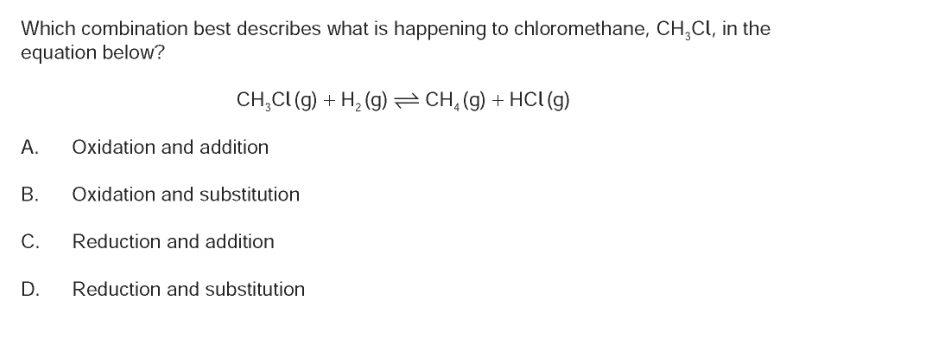 Which combination best describes what is happening to chloromethane, CH₃Cl, in the
equation below?
CH₃Cl (g) + H₂ (g) ⇌ CH₄ (g) + HCl (g)
A. Oxidation and addition
B. Oxidation and substitution
C. Reduction and addition
D. Reduction and substitution